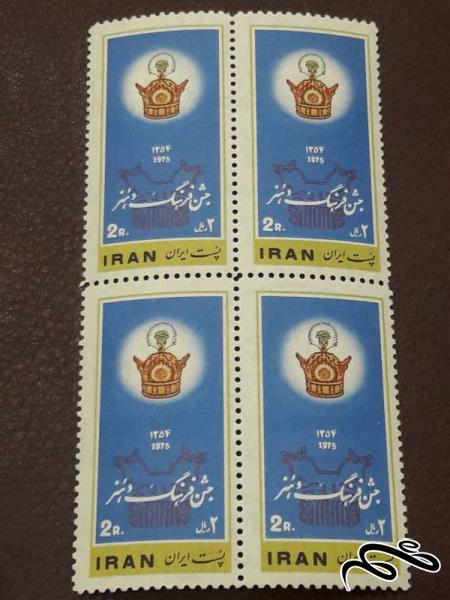 ۱۳۵۴ ۱۳۵۴
1975 1975
جشن فرهنگ و هنر جشن فرهنگ و هنر
2R. ۲ ریال 2R. ۲ ریال
IRAN پست ایران IRAN پست ایران
۱۳۵۴ ۱۳۵۴
1975 1975
جشن فرهنگ و هنر جشن فرهنگ و هنر
2R. ۲ ریال 2R. ۲ ریال
IRAN پست ایران IRAN پست ایران